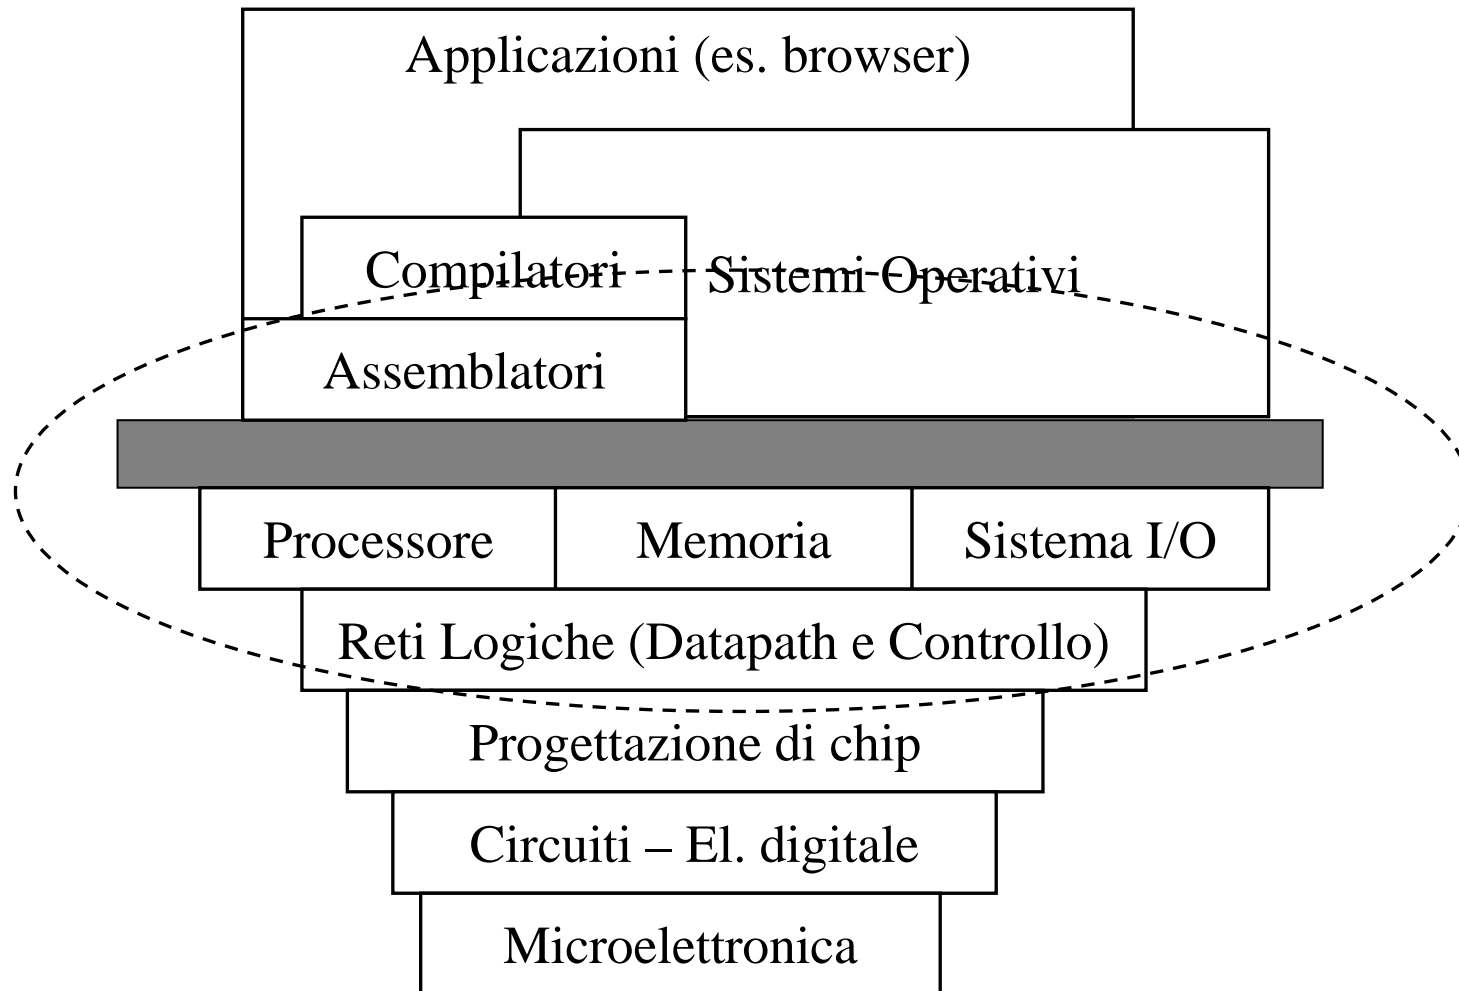 Applicazioni (es. browser)
Compilatori
Sistemi Operativi
Assemblatori
Processore
Memoria
Sistema I/O
Reti Logiche (Datapath e Controllo)
Progettazione di chip
Circuiti – El. digitale
Microelettronica